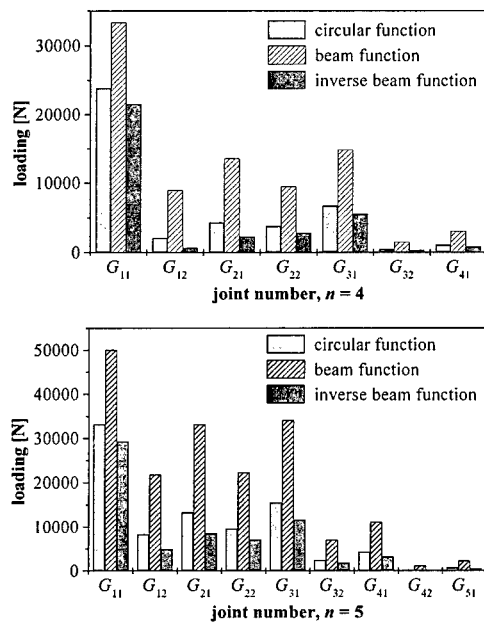 circular function
beam function
inverse beam function
loading [N]
30000
20000
10000
0
G11 G12 G21 G22 G31 G32 G41
joint number, n = 4
circular function
beam function
inverse beam function
loading [N]
50000
40000
30000
20000
10000
0
G11 G12 G21 G22 G31 G32 G41 G42 G51
joint number, n = 5